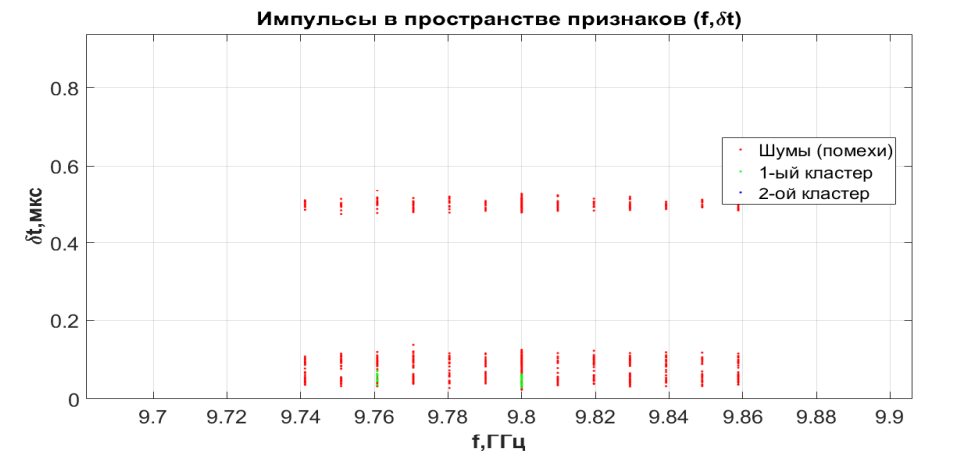 Импульсы в пространстве признаков (f,δt)
δt,мкс
0.8
0.6
0.4
0.2
0
Шумы (помехи)
1-ый кластер
2-ой кластер
9.7 9.72 9.74 9.76 9.78 9.8 9.82 9.84 9.86 9.88 9.9
f,ГГц